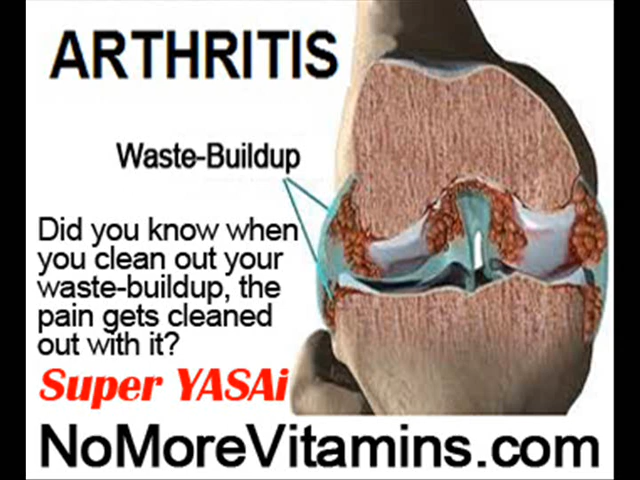 ARTHRITIS
Waste-Buildup
Did you know when
you clean out your
waste-buildup, the
pain gets cleaned
out with it?
Super YASAi
NoMoreVitamins.com